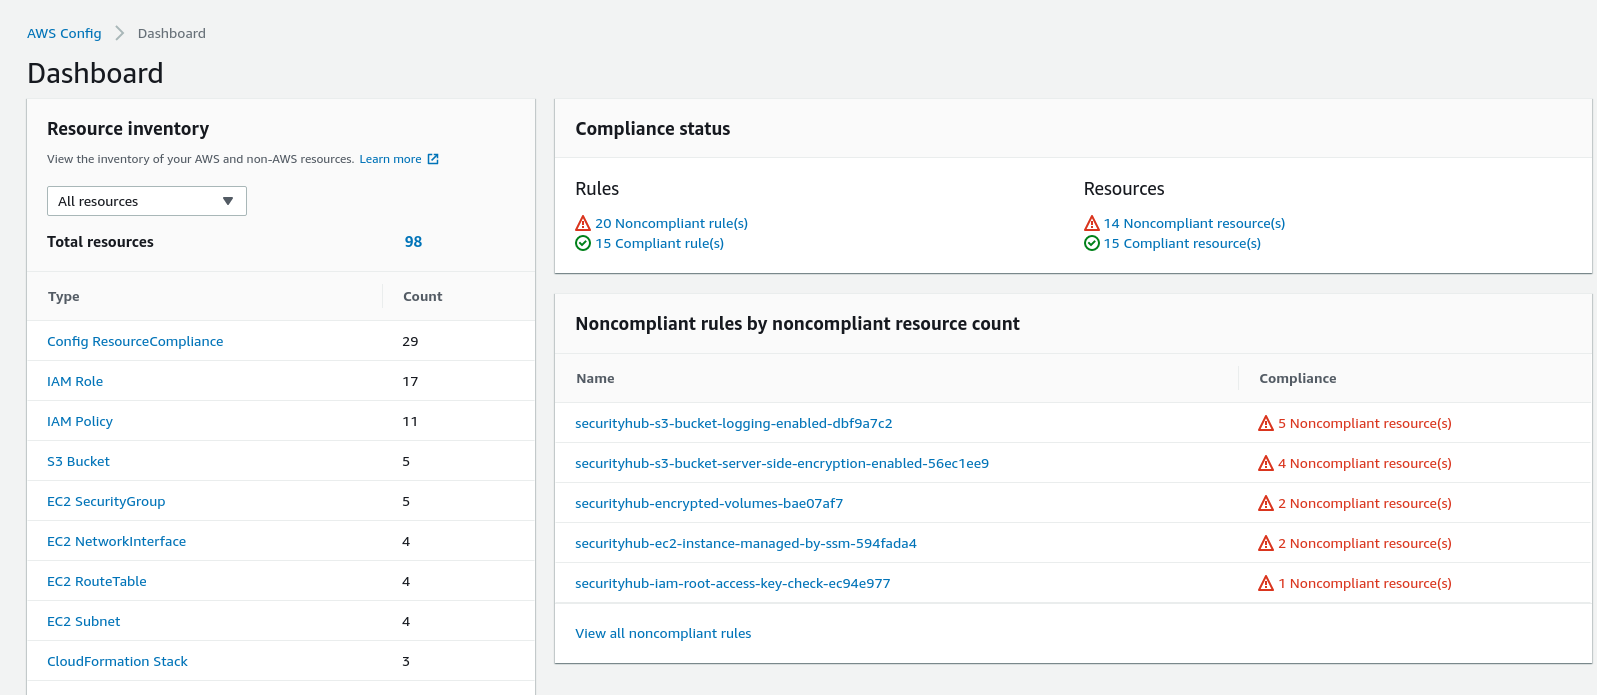 AWS Config > Dashboard
Dashboard
Resource inventory
View the inventory of your AWS and non-AWS resources. Learn more
All resources
Total resources 98
Type Count
Config ResourceCompliance 29
IAM Role 17
IAM Policy 11
S3 Bucket 5
EC2 SecurityGroup 5
EC2 NetworkInterface 4
EC2 RouteTable 4
EC2 Subnet 4
CloudFormation Stack 3
Compliance status
Rules
20 Noncompliant rule(s)
15 Compliant rule(s)
Resources
14 Noncompliant resource(s)
15 Compliant resource(s)
Noncompliant rules by noncompliant resource count
Name Compliance
securityhub-s3-bucket-logging-enabled-dbf9a7c2 5 Noncompliant resource(s)
securityhub-s3-bucket-server-side-encryption-enabled-56ec1ee9 4 Noncompliant resource(s)
securityhub-encrypted-volumes-bae07af7 2 Noncompliant resource(s)
securityhub-ec2-instance-managed-by-ssm-594fada4 2 Noncompliant resource(s)
securityhub-iam-root-access-key-check-ec94e977 1 Noncompliant resource(s)
View all noncompliant rules